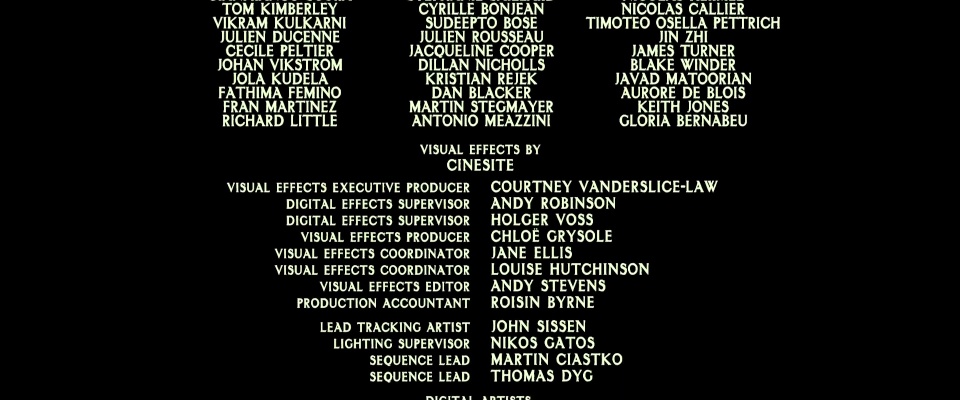 TOM KIMBERLEY CYRILLE BONJEAN NICOLAS CALLIER
VIKRAM KULKARNI SUDEEPTO BOSE TIMOTEO OSELLA PETTRICH
JULIEN DUCENNE JULIEN ROUSSEAU JIN ZHI
CECILE PELTIER JACQUELINE COOPER JAMES TURNER
JOHAN VIKSTROM DILLAN NICHOLLS BLAKE WINDER
JOLA KUDELA KRISTIAN REJEK JAVAD MATOORIAN
FATHIMA FEMINO DAN BLACKER AURORE DE BLOIS
FRAN MARTINEZ MARTIN STEGMAYER KEITH JONES
RICHARD LITTLE ANTONIO MEAZZINI GLORIA BERNABEU
VISUAL EFFECTS BY
CINESITE
VISUAL EFFECTS EXECUTIVE PRODUCER COURTNEY VANDERSLICE-LAW
DIGITAL EFFECTS SUPERVISOR ANDY ROBINSON
DIGITAL EFFECTS SUPERVISOR HOLGER VOSS
VISUAL EFFECTS PRODUCER CHLOË GRYSOLE
VISUAL EFFECTS COORDINATOR JANE ELLIS
VISUAL EFFECTS COORDINATOR LOUISE HUTCHINSON
VISUAL EFFECTS EDITOR ANDY STEVENS
PRODUCTION ACCOUNTANT ROISIN BYRNE
LEAD TRACKING ARTIST JOHN SISSEN
LIGHTING SUPERVISOR NIKOS GATOS
SEQUENCE LEAD MARTIN CIASTKO
SEQUENCE LEAD THOMAS DYG
DIGITAL ARTISTS